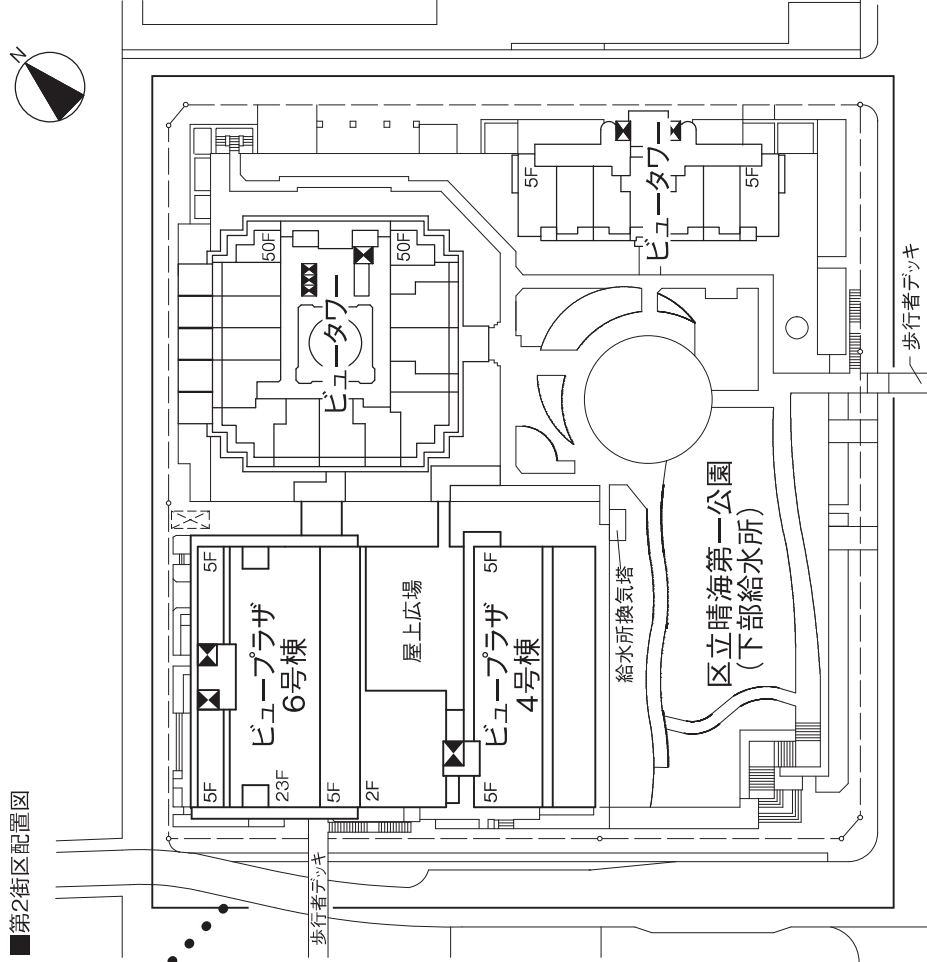 ■第2街区配置図
N
50F
50F
ビュータワー
5F
5F
ビュータワー
歩行者デッキ
5F
5F
ビュープラザ
6号棟
23F
5F
2F
屋上広場
5F
5F
ビュープラザ
4号棟
給水所換気塔
区立晴海第一公園
(下部給水所)
歩行者デッキ